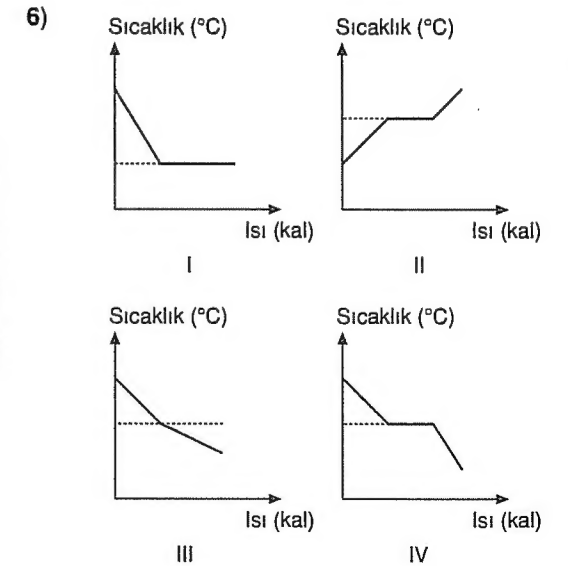 6)
Sıcaklık (°C)
Isı (kal)
I
Sıcaklık (°C)
Isı (kal)
II
Sıcaklık (°C)
Isı (kal)
III
Sıcaklık (°C)
Isı (kal)
IV